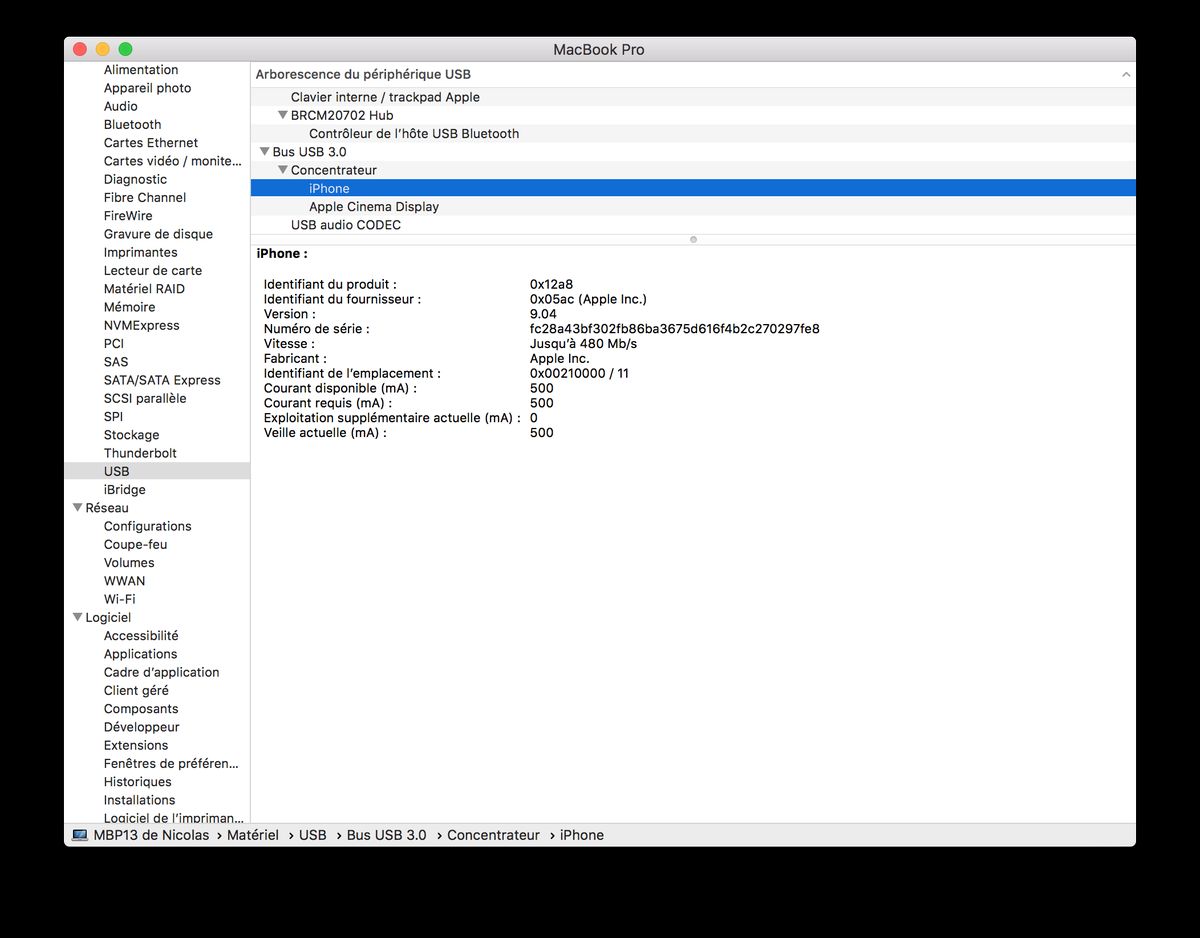 MacBook Pro
Alimentation
Appareil photo
Audio
Bluetooth
Cartes Ethernet
Cartes vidéo / monite...
Diagnostic
Fibre Channel
FireWire
Gravure de disque
Imprimantes
Lecteur de carte
Matériel RAID
Mémoire
NVMExpress
PCI
SAS
SATA/SATA Express
SCSI parallèle
SPI
Stockage
Thunderbolt
USB
iBridge
Réseau
Configurations
Coupe-feu
Volumes
WWAN
Wi-Fi
Logiciel
Accessibilité
Applications
Cadre d’application
Client géré
Composants
Développeur
Extensions
Fenêtres de préféren...
Historiques
Installations
Logiciel de l’impriman...
Arborescence du périphérique USB
Clavier interne / trackpad Apple
BRCM20702 Hub
Contrôleur de l’hôte USB Bluetooth
Bus USB 3.0
Concentrateur
iPhone
Apple Cinema Display
USB audio CODEC
iPhone :
Identifiant du produit : 0x12a8
Identifiant du fournisseur : 0x05ac (Apple Inc.)
Version : 9.04
Numéro de série : fc28a43bf302fb86ba3675d616f4b2c270297fe8
Vitesse : Jusqu’à 480 Mb/s
Fabricant : Apple Inc.
Identifiant de l’emplacement : 0x00210000 / 11
Courant disponible (mA) : 500
Courant requis (mA) : 500
Exploitation supplémentaire actuelle (mA) : 0
Veille actuelle (mA) : 500
MBP13 de Nicolas › Matériel › USB › Bus USB 3.0 › Concentrateur › iPhone